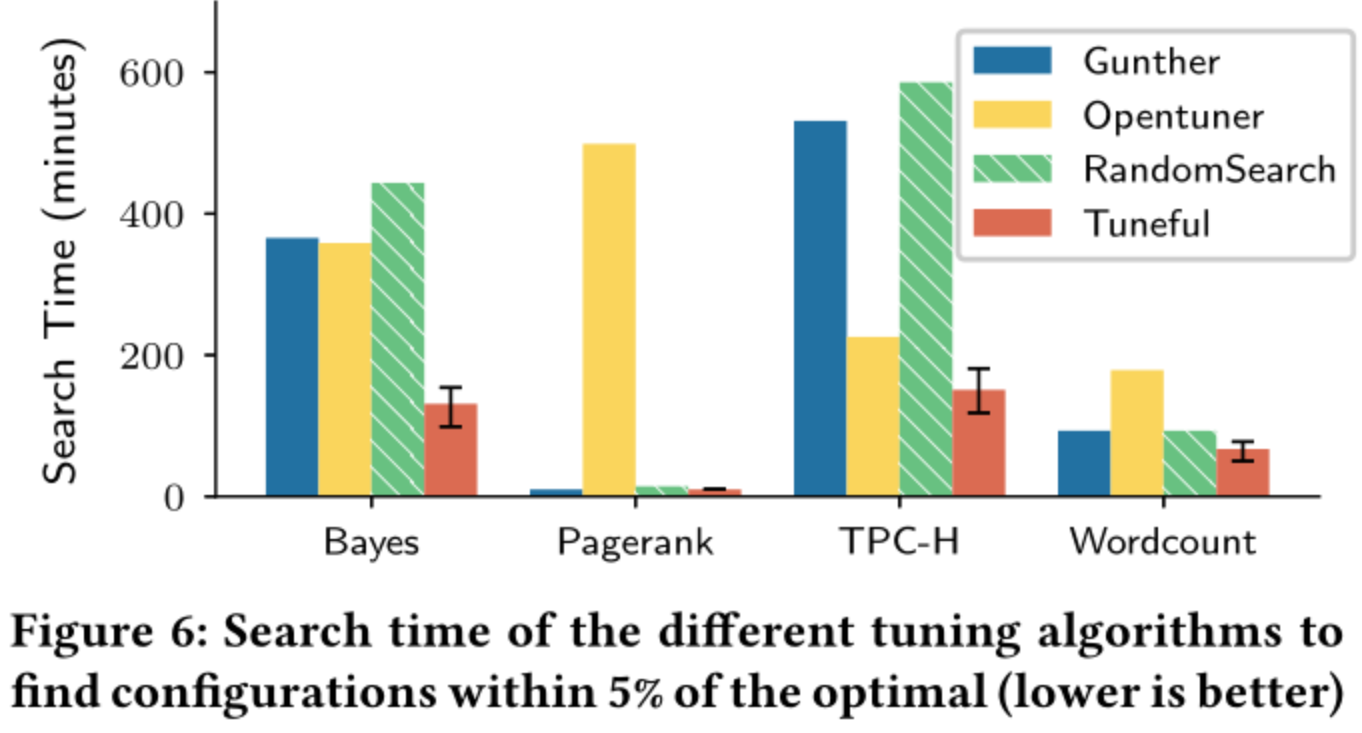 Search Time (minutes)
600
400
200
0
Gunther
Opentuner
RandomSearch
Tuneful
Bayes Pagerank TPC-H Wordcount
Figure 6: Search time of the different tuning algorithms to
find configurations within 5% of the optimal (lower is better)